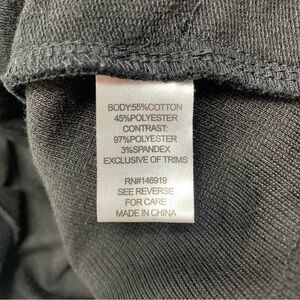 BODY:55%COTTON
45%POLYESTER
CONTRAST:
97%POLYESTER
3%SPANDEX
EXCLUSIVE OF TRIMS
RN#146919
SEE REVERSE
FOR CARE
MADE IN CHINA